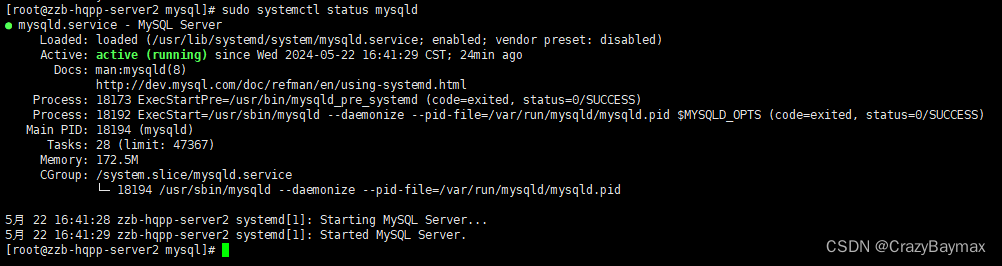 [root@zzb-hqpp-server2 mysql]# sudo systemctl status mysqld
● mysqld.service - MySQL Server
Loaded: loaded (/usr/lib/systemd/system/mysqld.service; enabled; vendor preset: disabled)
Active: active (running) since Wed 2024-05-22 16:41:29 CST; 24min ago
Docs: man:mysqld(8)
http://dev.mysql.com/doc/refman/en/using-systemd.html
Process: 18173 ExecStartPre=/usr/bin/mysqld_pre_systemd (code=exited, status=0/SUCCESS)
Process: 18192 ExecStart=/usr/sbin/mysqld --daemonize --pid-file=/var/run/mysqld/mysqld.pid $MYSQLD_OPTS (code=exited, status=0/SUCCESS)
Main PID: 18194 (mysqld)
Tasks: 28 (limit: 47367)
Memory: 172.5M
CGroup: /system.slice/mysqld.service
└─ 18194 /usr/sbin/mysqld --daemonize --pid-file=/var/run/mysqld/mysqld.pid
5月 22 16:41:28 zzb-hqpp-server2 systemd[1]: Starting MySQL Server...
5月 22 16:41:29 zzb-hqpp-server2 systemd[1]: Started MySQL Server.
[root@zzb-hqpp-server2 mysql]#
CSDN @CrazyBaymax